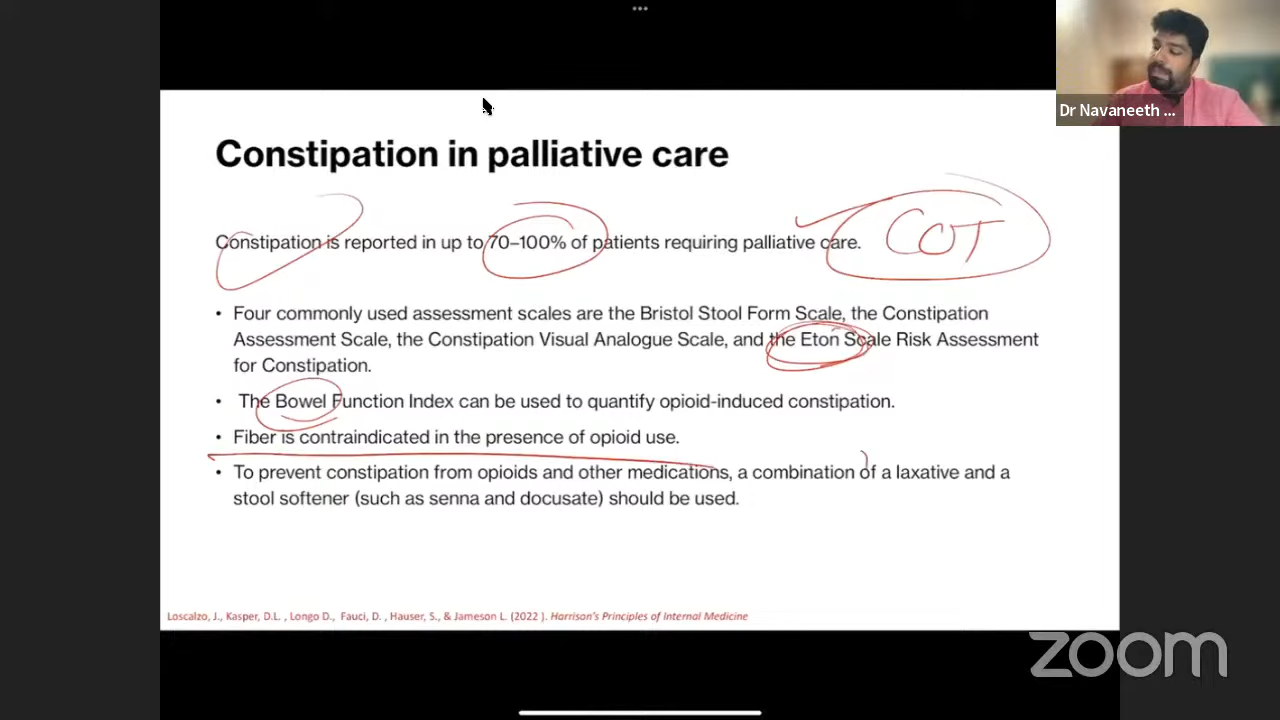 Dr Navaneeth ...
Constipation in palliative care
Constipation is reported in up to 70–100% of patients requiring palliative care.
COT
• Four commonly used assessment scales are the Bristol Stool Form Scale, the Constipation
Assessment Scale, the Constipation Visual Analogue Scale, and the Eton Scale Risk Assessment
for Constipation.
• The Bowel Function Index can be used to quantify opioid-induced constipation.
• Fiber is contraindicated in the presence of opioid use.
• To prevent constipation from opioids and other medications, a combination of a laxative and a
stool softener (such as senna and docusate) should be used.
Loscalzo, J., Kasper, D.L. , Longo D., Fauci, D. , Hauser, S., & Jameson L. (2022 ). Harrison's Principles of Internal Medicine
zoom